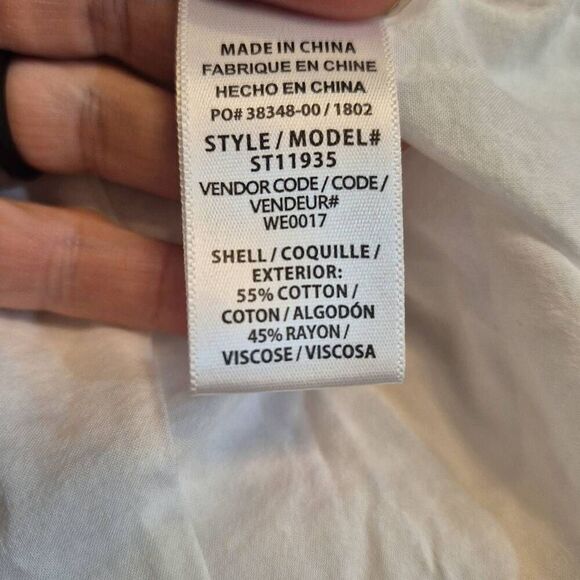 MADE IN CHINA
FABRIQUE EN CHINE
HECHO EN CHINA
PO# 38348-00 / 1802
STYLE / MODEL#
ST11935
VENDOR CODE / CODE /
VENDEUR#
WE0017
SHELL / COQUILLE /
EXTERIOR:
55% COTTON /
COTON / ALGODÓN
45% RAYON /
VISCOSE / VISCOSA